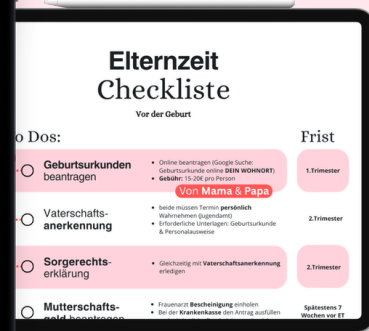 Elternzeit
Checkliste
Vor der Geburt
o Dos:
Frist
Geburtsurkunden
beantragen
• Online beantragen (Google Suche:
Geburtsurkunde online DEIN WOHNORT)
• Gebühr: 15-20€ pro Person
Von Mama & Papa
1.Trimester
Vaterschafts-
anerkennung
• beide müssen Termin persönlich
Wahrnehmen (Jugendamt)
• Erforderliche Unterlagen: Geburtsurkunde
& Personalausweise
2.Trimester
Sorgerechts-
erklärung
• Gleichzeitig mit Vaterschaftsanerkennung
erledigen
2.Trimester
Mutterschafts-
geld beantragen
• Frauenarzt Bescheinigung einholen
• Bei der Krankenkasse den Antrag ausfüllen
Spätestens 7
Wochen vor ET